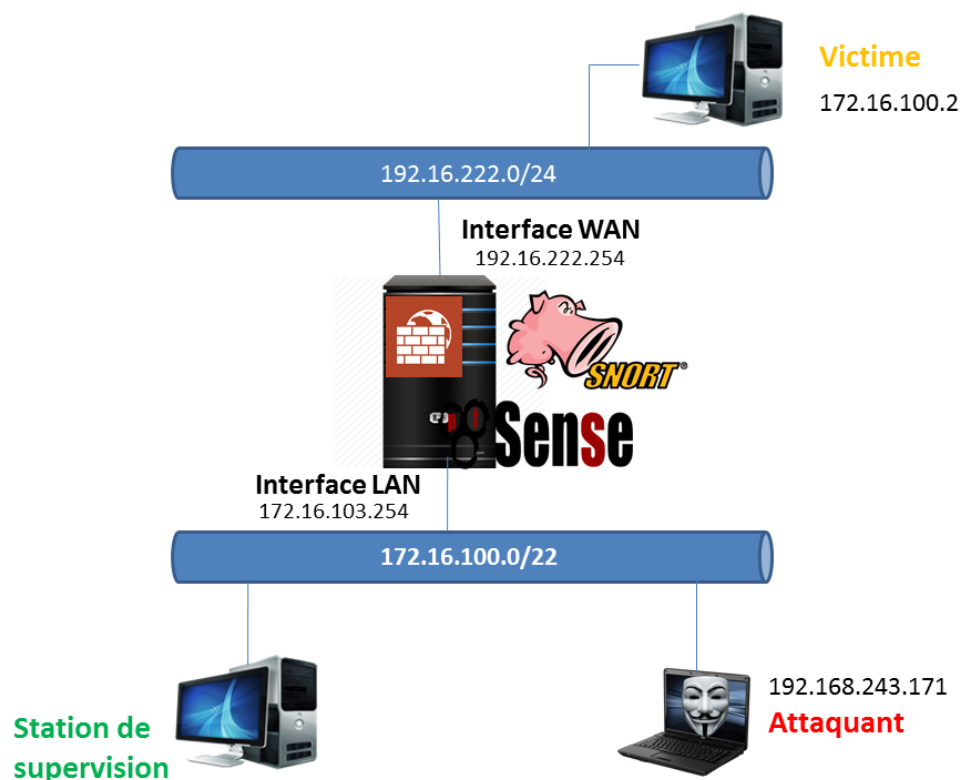 Victime
172.16.100.2
192.16.222.0/24
Interface WAN
192.16.222.254
SNORT®
Sense
Interface LAN
172.16.103.254
172.16.100.0/22
192.168.243.171
Attaquant
Station de
supervision